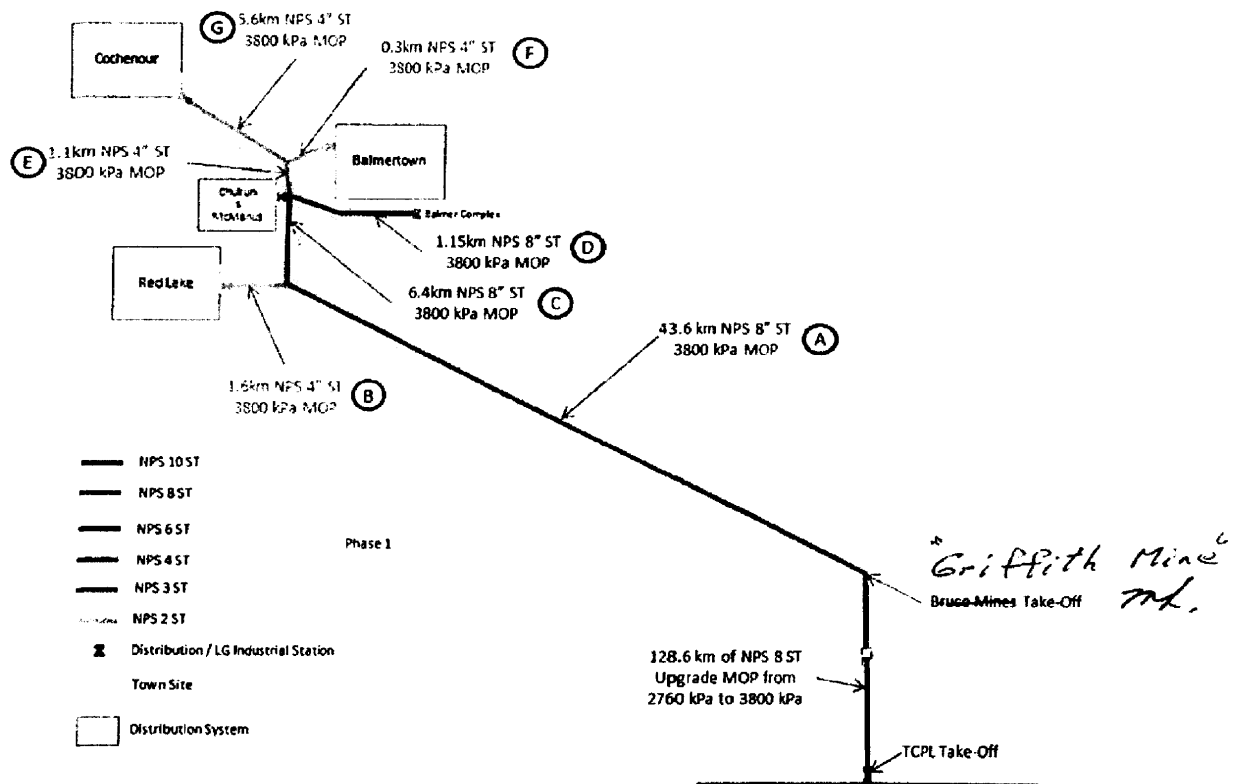 G
5.6km NPS 4" ST
3800 kPa MOP
Cochenour
0.3km NPS 4" ST
3800 kPa MOP
F
E
1.1km NPS 4" ST
3800 kPa MOP
Balmertown
&
McManus
Balmer Complex
1.15km NPS 8" ST
3800 kPa MOP
D
Red Lake
6.4km NPS 8" ST
3800 kPa MOP
C
43.6 km NPS 8" ST
3800 kPa MOP
A
1.6km NPS 4" ST
3800 kPa MOP
B
NPS 10 ST
NPS 8 ST
NPS 6 ST
NPS 4 ST
NPS 3 ST
NPS 2 ST
Distribution / LG Industrial Station
Town Site
Distribution System
Phase 1
"Griffith Mine"
Bruce Mines Take-Off
128.6 km of NPS 8 ST
Upgrade MOP from
2760 kPa to 3800 kPa
TCPL Take-Off